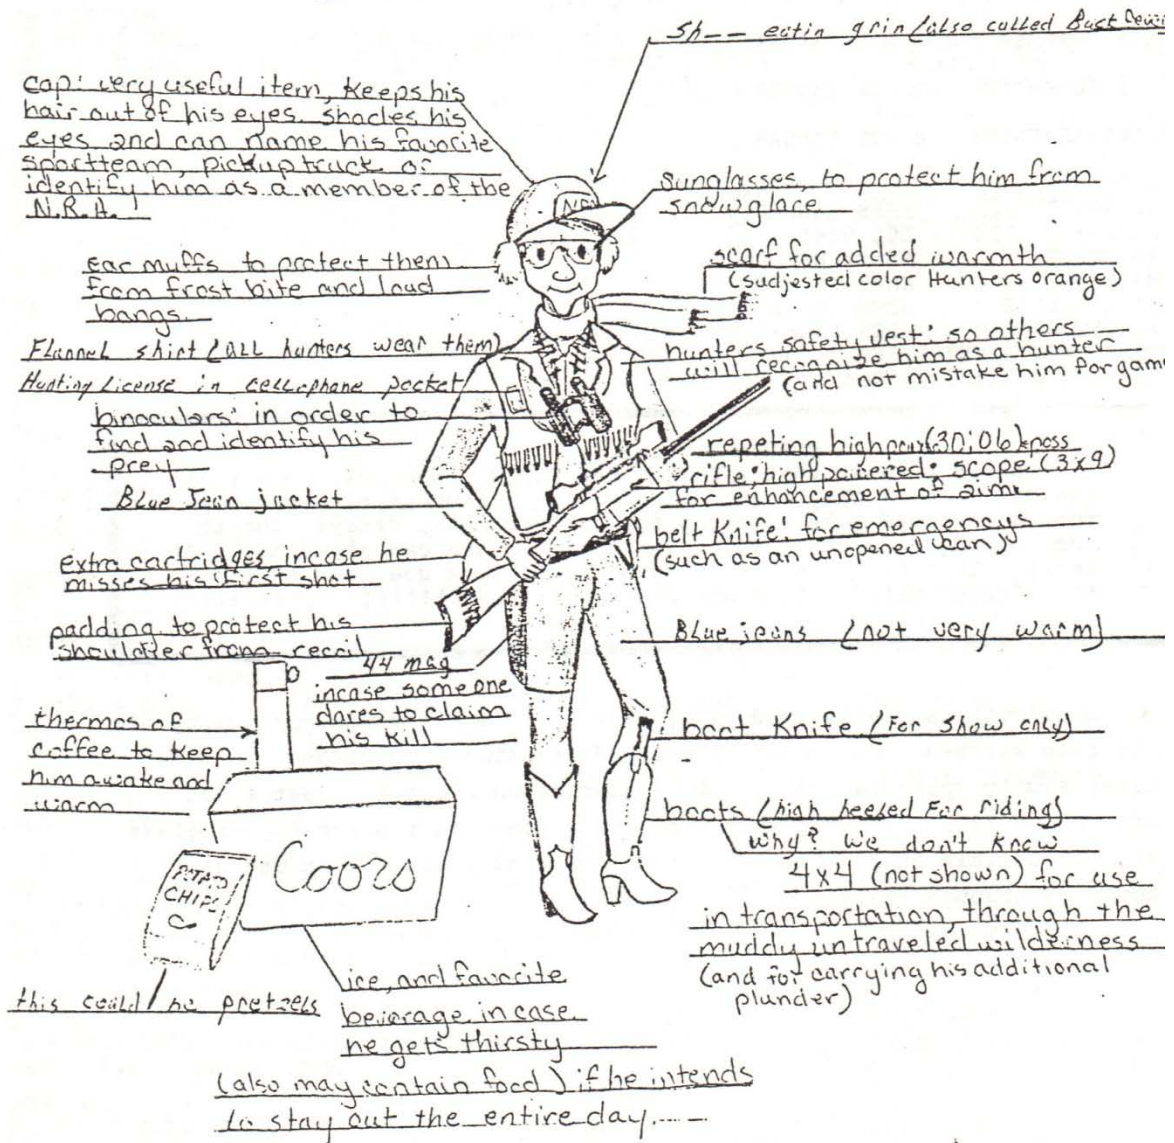 sh-- eatin grin (also called Buck
cap: very useful item, keeps his
hair out of his eyes. shades his
eyes and can name his favorite
sportteam, pickup truck or
identify him as a member of the
N.R.A.!
sunglasses, to protect him from
snowglare
ear muffs to protect them
from frost bite and loud
bangs.
scarf for added warmth
(sudjested color Hunters orange)
Flannel shirt (all hunters wear them)
hunters safety vest: so others
will recognize him as a hunter
(and not mistake him for game
Hunting License in cellophane pocket
binoculars: in order to
find and identify his
prey
repeting high (30;06)
rifle; high powered: scope (3x9)
for enhancement of aim.
Blue Jean jacket
belt Knife: for emergencys
(such as an unopened can)
extra cartridges, incase he
misses his first shot
padding to protect his
shoulder from recoil
Blue jeans (not very warm)
44 mag
incase someone
dares to claim
his kill
thermos of
coffee to keep
him awake and
warm
boot Knife (For show only)
boots (high heeled For riding)
why? we don't know
4x4 (not shown) for use
in transportation, through the
muddy untraveled wilderness
(and for carrying his additional
plunder)
Coors
POTATO
CHIPS
this could be pretzels
ice, and favorite
beverage, in case
he gets thirsty
(also may contain food) if he intends
to stay out the entire day.....